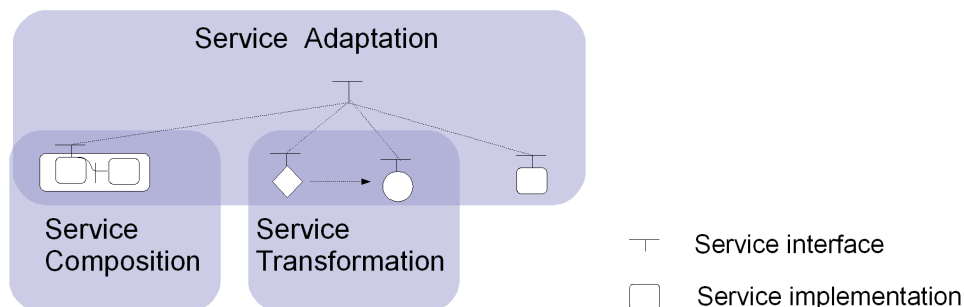 Service Adaptation
Service
Composition
Service
Transformation
Service interface
Service implementation